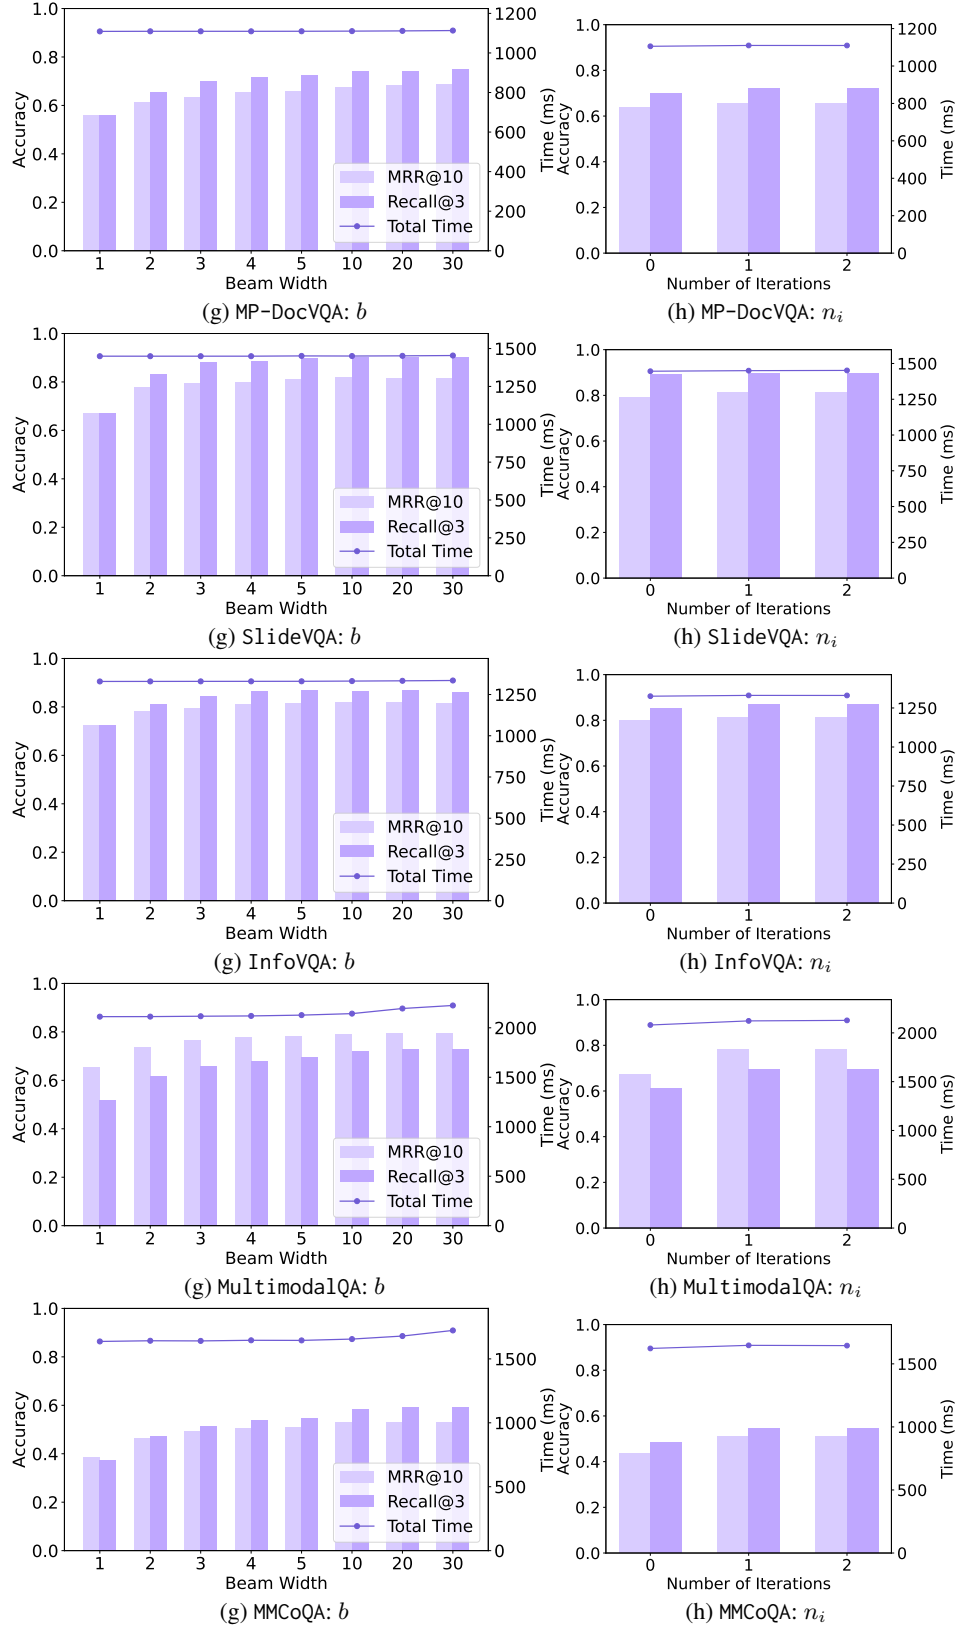 1.0
0.8
0.6
0.4
0.2
0.0
Accuracy
1200
1000
800
600
400
200
0
Time (ms)
MRR@10
Recall@3
Total Time
1 2 3 4 5 10 20 30
Beam Width
(g) MP-DocVQA: b
1.0
0.8
0.6
0.4
0.2
0.0
Accuracy
1200
1000
800
600
400
200
0
Time (ms)
0 1 2
Number of Iterations
(h) MP-DocVQA: nᵢ
1.0
0.8
0.6
0.4
0.2
0.0
Accuracy
1500
1250
1000
750
500
250
0
Time (ms)
MRR@10
Recall@3
Total Time
1 2 3 4 5 10 20 30
Beam Width
(g) SlideVQA: b
1.0
0.8
0.6
0.4
0.2
0.0
Accuracy
1500
1250
1000
750
500
250
0
Time (ms)
0 1 2
Number of Iterations
(h) SlideVQA: nᵢ
1.0
0.8
0.6
0.4
0.2
0.0
Accuracy
1250
1000
750
500
250
0
Time (ms)
MRR@10
Recall@3
Total Time
1 2 3 4 5 10 20 30
Beam Width
(g) InfoVQA: b
1.0
0.8
0.6
0.4
0.2
0.0
Accuracy
1250
1000
750
500
250
0
Time (ms)
0 1 2
Number of Iterations
(h) InfoVQA: nᵢ
1.0
0.8
0.6
0.4
0.2
0.0
Accuracy
2000
1500
1000
500
0
Time (ms)
MRR@10
Recall@3
Total Time
1 2 3 4 5 10 20 30
Beam Width
(g) MultimodalQA: b
1.0
0.8
0.6
0.4
0.2
0.0
Accuracy
2000
1500
1000
500
0
Time (ms)
0 1 2
Number of Iterations
(h) MultimodalQA: nᵢ
1.0
0.8
0.6
0.4
0.2
0.0
Accuracy
1500
1000
500
0
Time (ms)
MRR@10
Recall@3
Total Time
1 2 3 4 5 10 20 30
Beam Width
(g) MMCoQA: b
1.0
0.8
0.6
0.4
0.2
0.0
Accuracy
1500
1000
500
0
Time (ms)
0 1 2
Number of Iterations
(h) MMCoQA: nᵢ